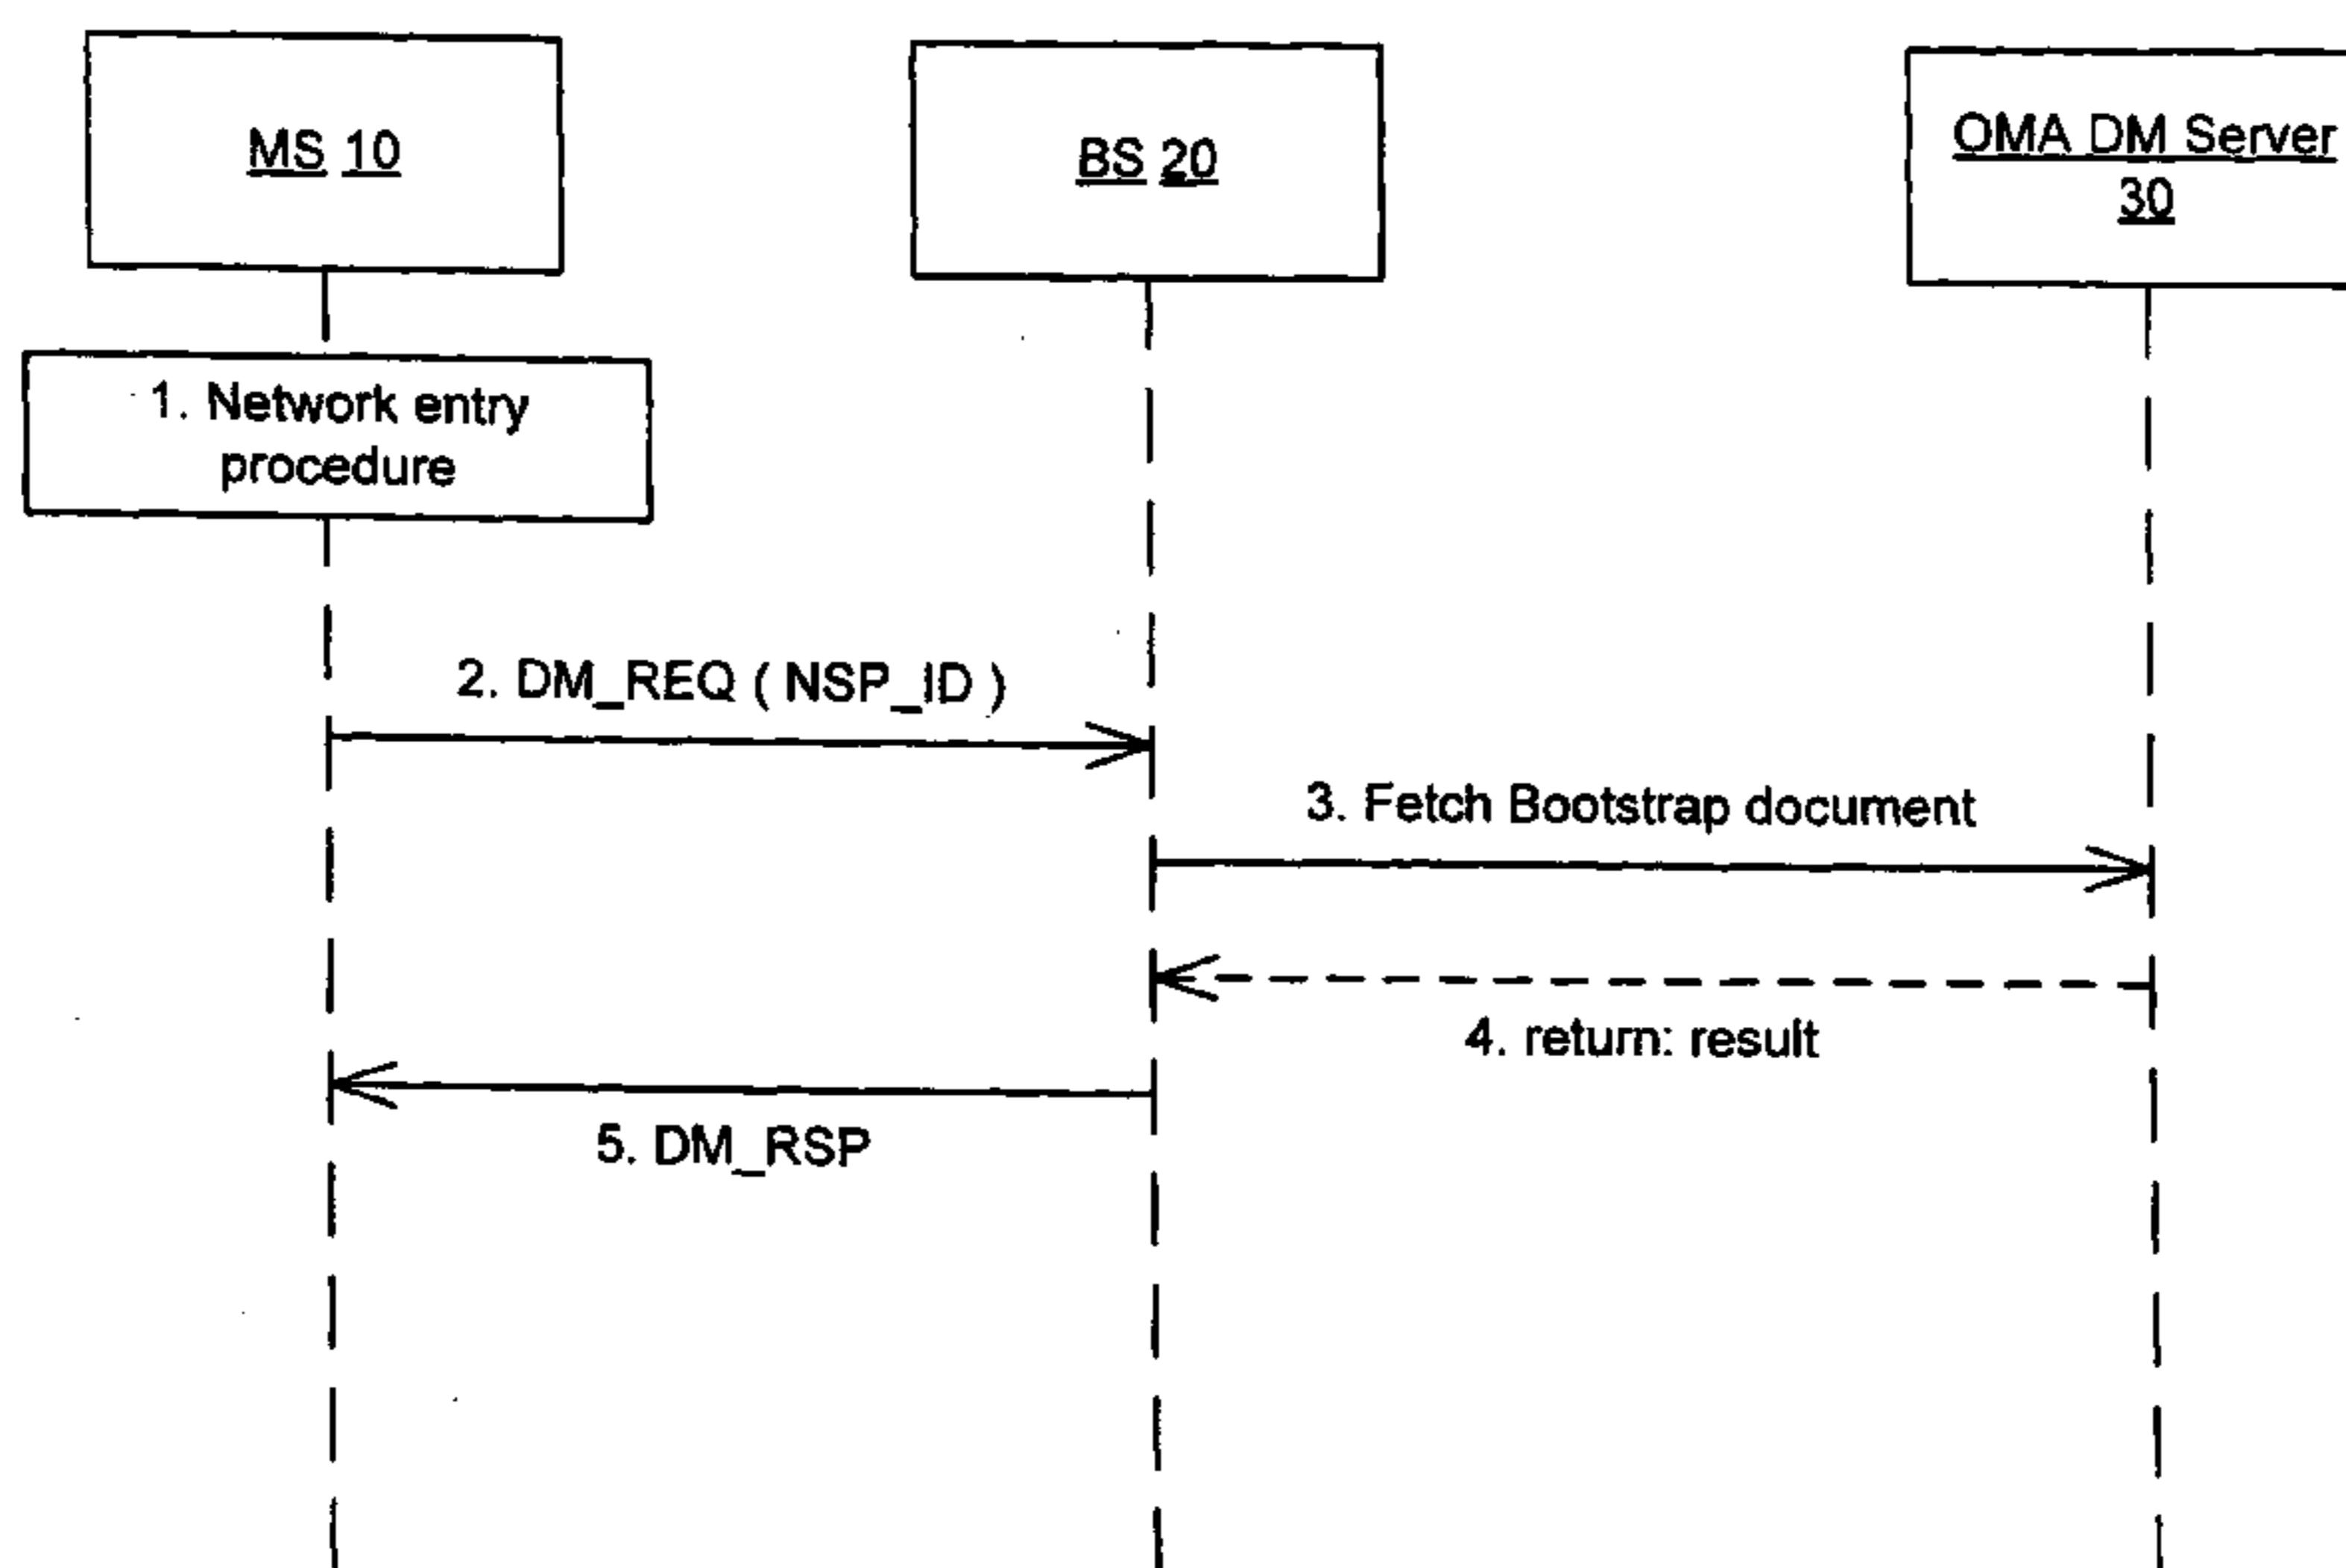 MS 10
BS 20
OMA DM Server
30
1. Network entry
procedure
2. DM_REQ ( NSP_ID )
3. Fetch Bootstrap document
4. return: result
5. DM_RSP